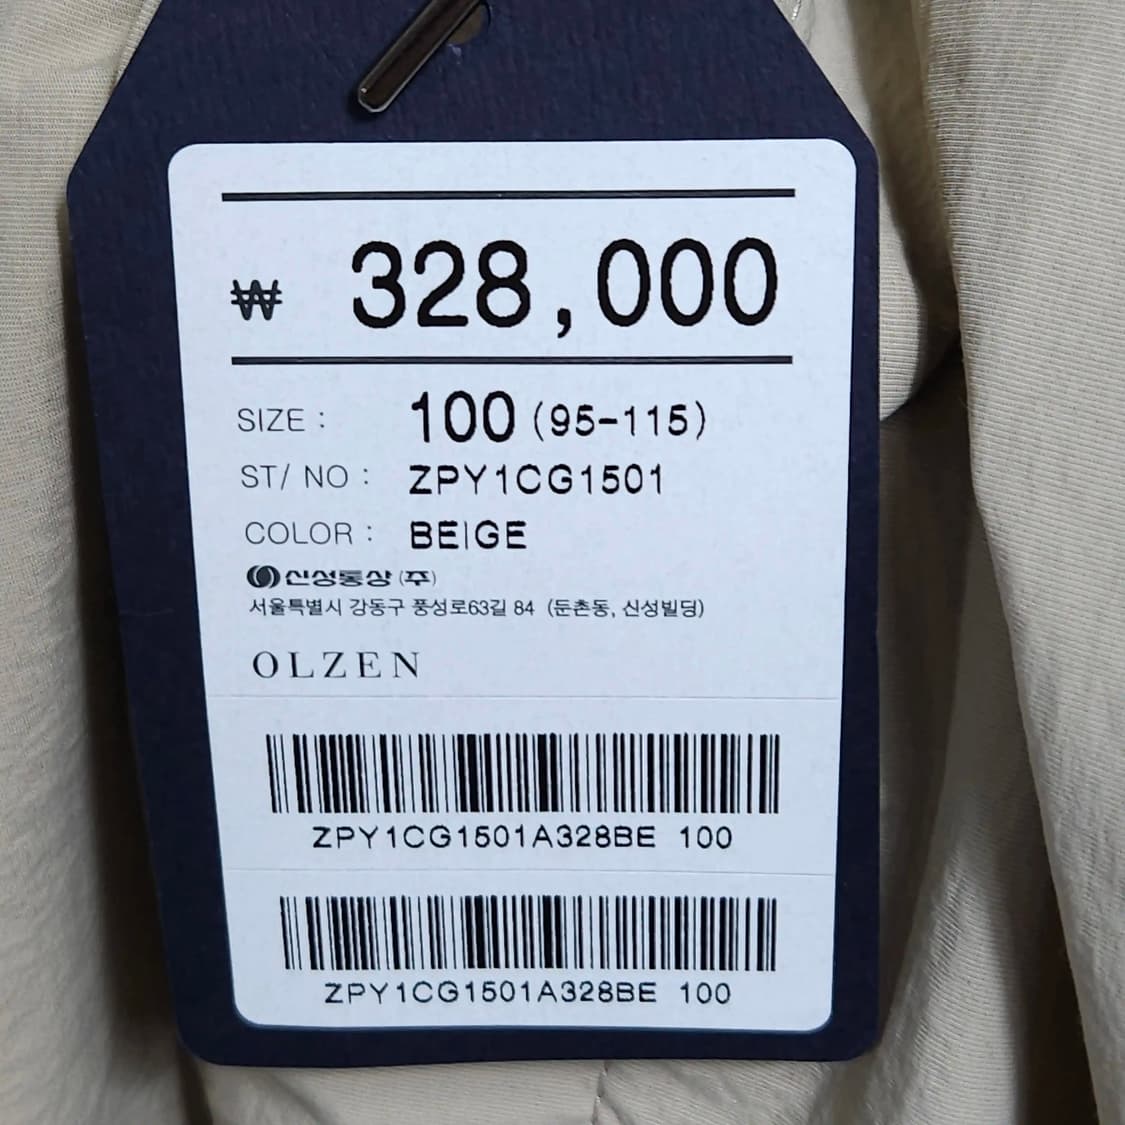 ₩ 328,000
SIZE : 100 (95-115)
ST/ NO : ZPY1CG1501
COLOR : BEIGE
신성통상 (주)
서울특별시 강동구 풍성로63길 84 (둔촌동, 신성빌딩)
OLZEN
ZPY1CG1501A328BE 100
ZPY1CG1501A328BE 100